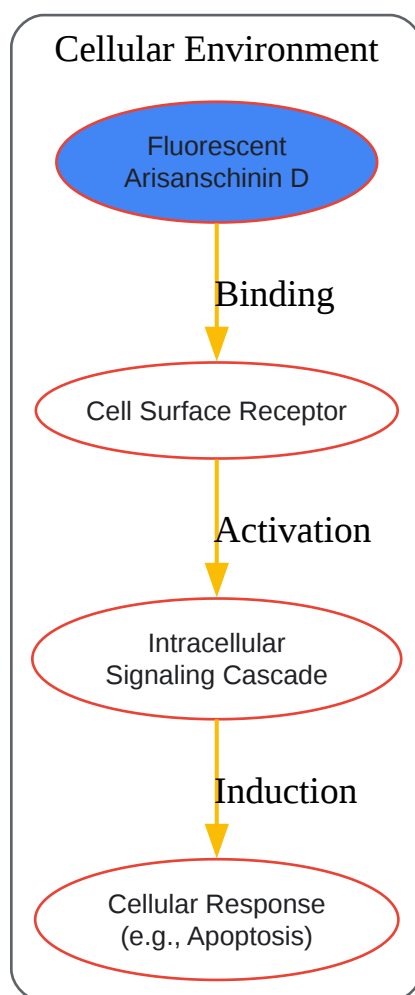 Cellular Environment
Fluorescent
Arisanschinin D
Binding
Cell Surface Receptor
Activation
Intracellular
Signaling Cascade
Induction
Cellular Response
(e.g., Apoptosis)